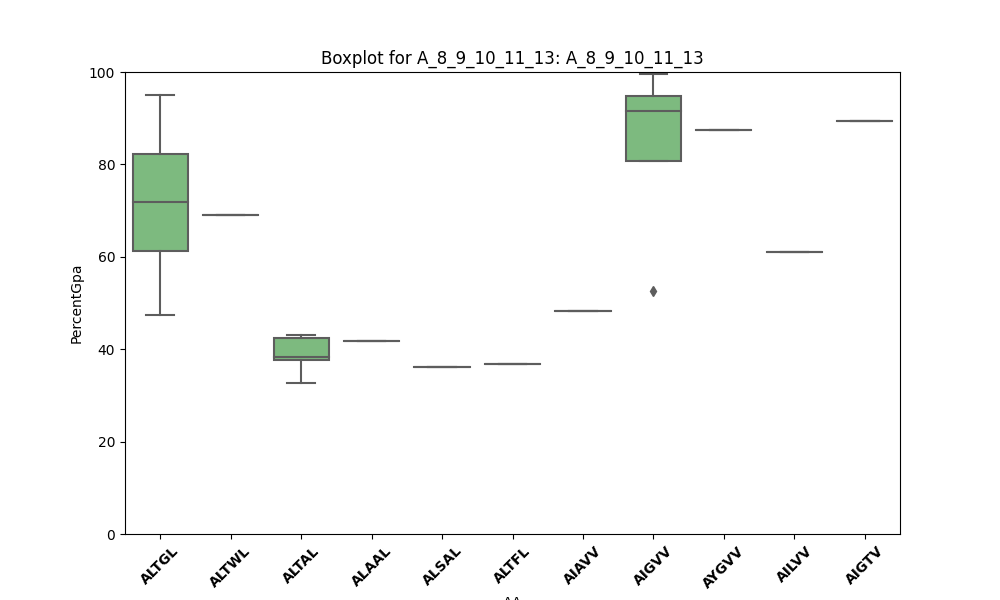 Boxplot for A_8_9_10_11_13: A_8_9_10_11_13
PercentGpa
100
80
60
40
20
0
ALTGL
ALTWL
ALTAL
ALAAL
ALSAL
ALTFL
AIAVV
AIGVV
AYGVV
AILVV
AIGTV